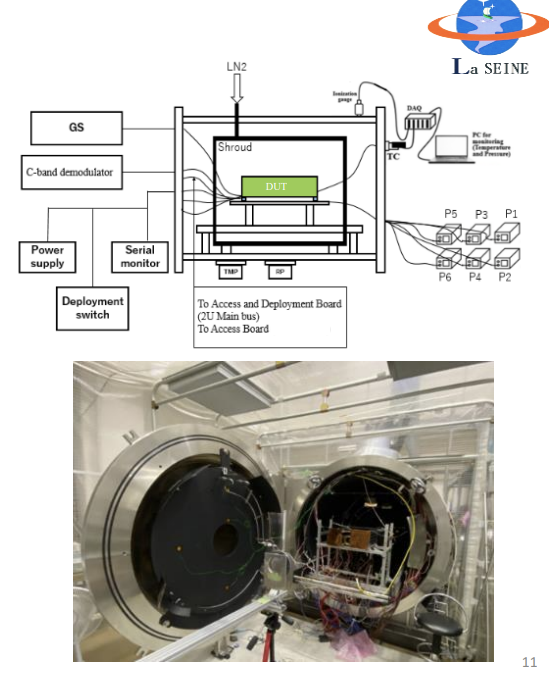 La SEINE
LN2
Ionization
gauge
DAQ
GS
PC for
monitoring
(Temperature
and Pressure)
Shroud
TC
C-band demodulator
DUT
P5 P3 P1
Power
supply
Serial
monitor
TMP
RP
P6 P4 P2
Deployment
switch
To Access and Deployment Board
(2U Main bus)
To Access Board
11